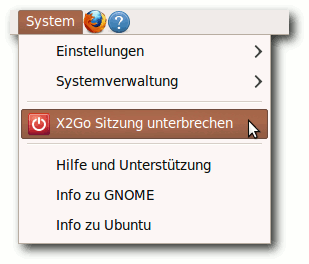 System
Einstellungen
Systemverwaltung
X2Go Sitzung unterbrechen
Hilfe und Unterstützung
Info zu GNOME
Info zu Ubuntu